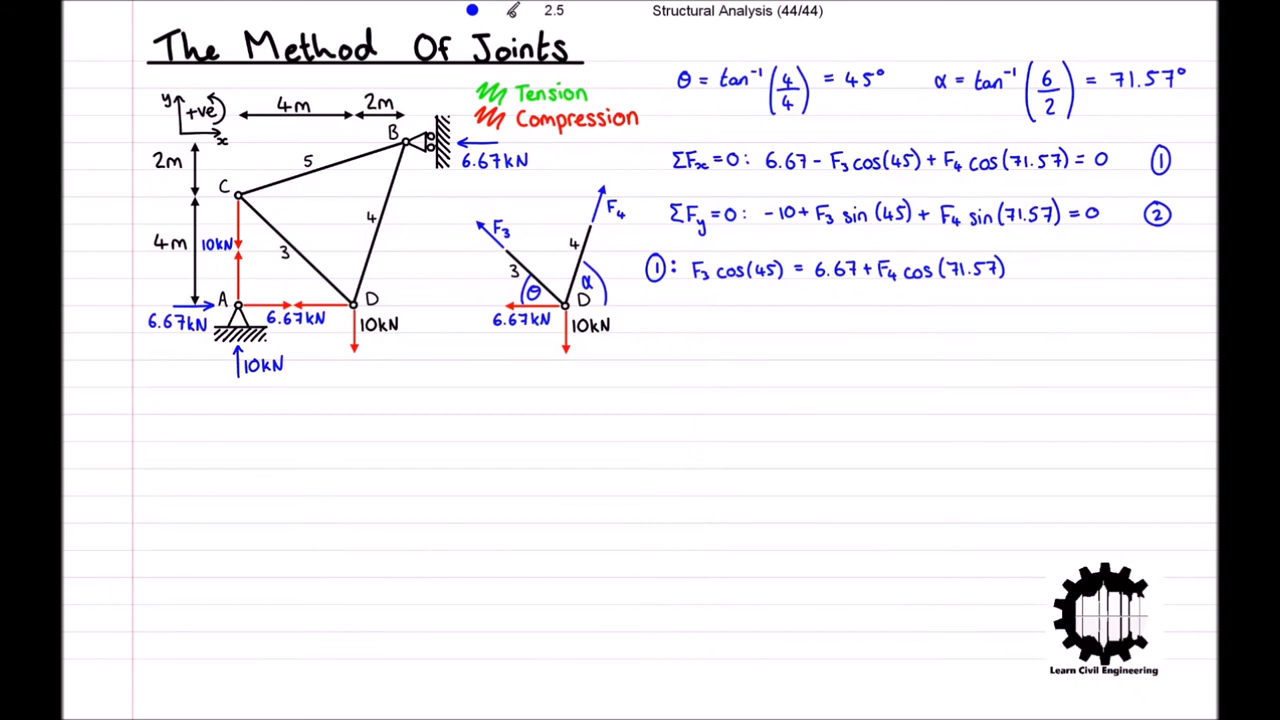 2.5 Structural Analysis (44/44)
The Method Of Joints
Tension
Compression
y +ve x
4m 2m
2m
4m
C B
5
4
3
6.67kN
10kN
A D
6.67kN 6.67kN 10kN
10kN
F₃ F₄
4
3
θ α
D
6.67kN 10kN
θ = tan⁻¹(4/4) = 45° α = tan⁻¹(6/2) = 71.57°
ΣFx=0: 6.67 - F₃ cos(45) + F₄ cos(71.57) = 0 ①
ΣFy=0: -10 + F₃ sin(45) + F₄ sin(71.57) = 0 ②
①: F₃ cos(45) = 6.67 + F₄ cos(71.57)
Learn Civil Engineering